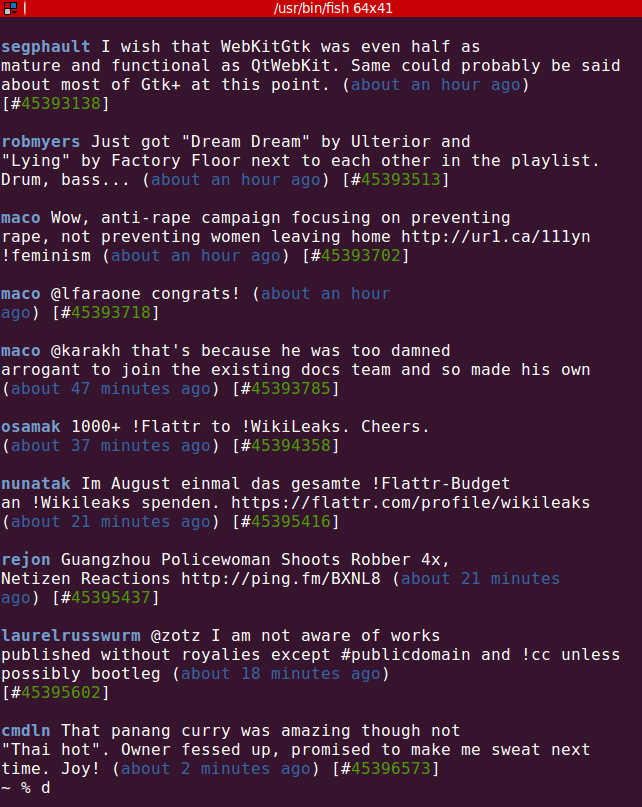 /usr/bin/fish 64x41
segphault I wish that WebKitGtk was even half as
mature and functional as QtWebKit. Same could probably be said
about most of Gtk+ at this point. (about an hour ago)
[#45393138]
robmyers Just got "Dream Dream" by Ulterior and
"Lying" by Factory Floor next to each other in the playlist.
Drum, bass... (about an hour ago) [#45393513]
maco Wow, anti-rape campaign focusing on preventing
rape, not preventing women leaving home http://ur1.ca/111yn
!feminism (about an hour ago) [#45393702]
maco @lfaraone congrats! (about an hour
ago) [#45393718]
maco @karakh that's because he was too damned
arrogant to join the existing docs team and so made his own
(about 47 minutes ago) [#45393785]
osamak 1000+ !Flattr to !WikiLeaks. Cheers.
(about 37 minutes ago) [#45394358]
nunatak Im August einmal das gesamte !Flattr-Budget
an !Wikileaks spenden. https://flattr.com/profile/wikileaks
(about 21 minutes ago) [#45395416]
rejon Guangzhou Policewoman Shoots Robber 4x,
Netizen Reactions http://ping.fm/BXNL8 (about 21 minutes
ago) [#45395437]
laurelrusswurm @zotz I am not aware of works
published without royalies except #publicdomain and !cc unless
possibly bootleg (about 18 minutes ago)
[#45395602]
cmdln That panang curry was amazing though not
"Thai hot". Owner fessed up, promised to make me sweat next
time. Joy! (about 2 minutes ago) [#45396573]
~ % d